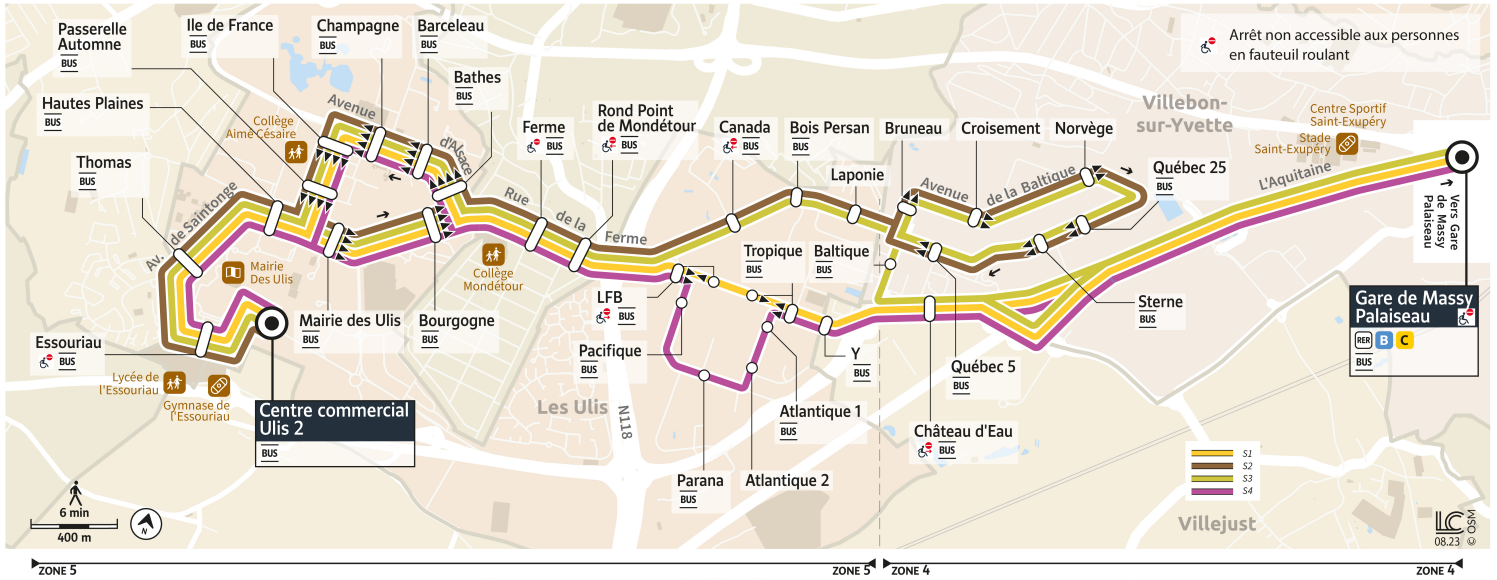 Passerelle
Automne
BUS
Ile de France
BUS
Champagne
BUS
Barceleau
BUS
Bathes
BUS
Hautes Plaines
BUS
Thomas
BUS
Collège
Aimé Césaire
Avenue
d'Alsace
Av. de Saintonge
Ferme
BUS
Rond Point
de Mondétour
BUS
Canada
BUS
Bois Persan
BUS
Laponie
Bruneau
Croisement
Norvège
Québec 25
BUS
Arrêt non accessible aux personnes
en fauteuil roulant
Villebon-
sur-Yvette
Centre Sportif
Saint-Exupéry
Stade
Saint-Exupéry
Avenue de la Baltique
L'Aquitaine
Vers Gare
de Massy
Palaiseau
Rue de la Ferme
Mairie
Des Ulis
Collège
Mondétour
Tropique
BUS
Baltique
BUS
LFB
BUS
Mairie des Ulis
BUS
Bourgogne
BUS
Essouriau
BUS
Lycée de
l'Essouriau
Gymnase de
l'Essouriau
Centre commercial
Ulis 2
BUS
Pacifique
BUS
Les Ulis
N118
Parana
BUS
Atlantique 2
Atlantique 1
BUS
Y
BUS
Québec 5
BUS
Château d'Eau
BUS
Sterne
BUS
Gare de Massy
Palaiseau
RER B C
BUS
S1
S2
S3
S4
Villejust
6 min
400 m
N
LC
08.23
© OSM
ZONE 5
ZONE 5
ZONE 4
ZONE 4